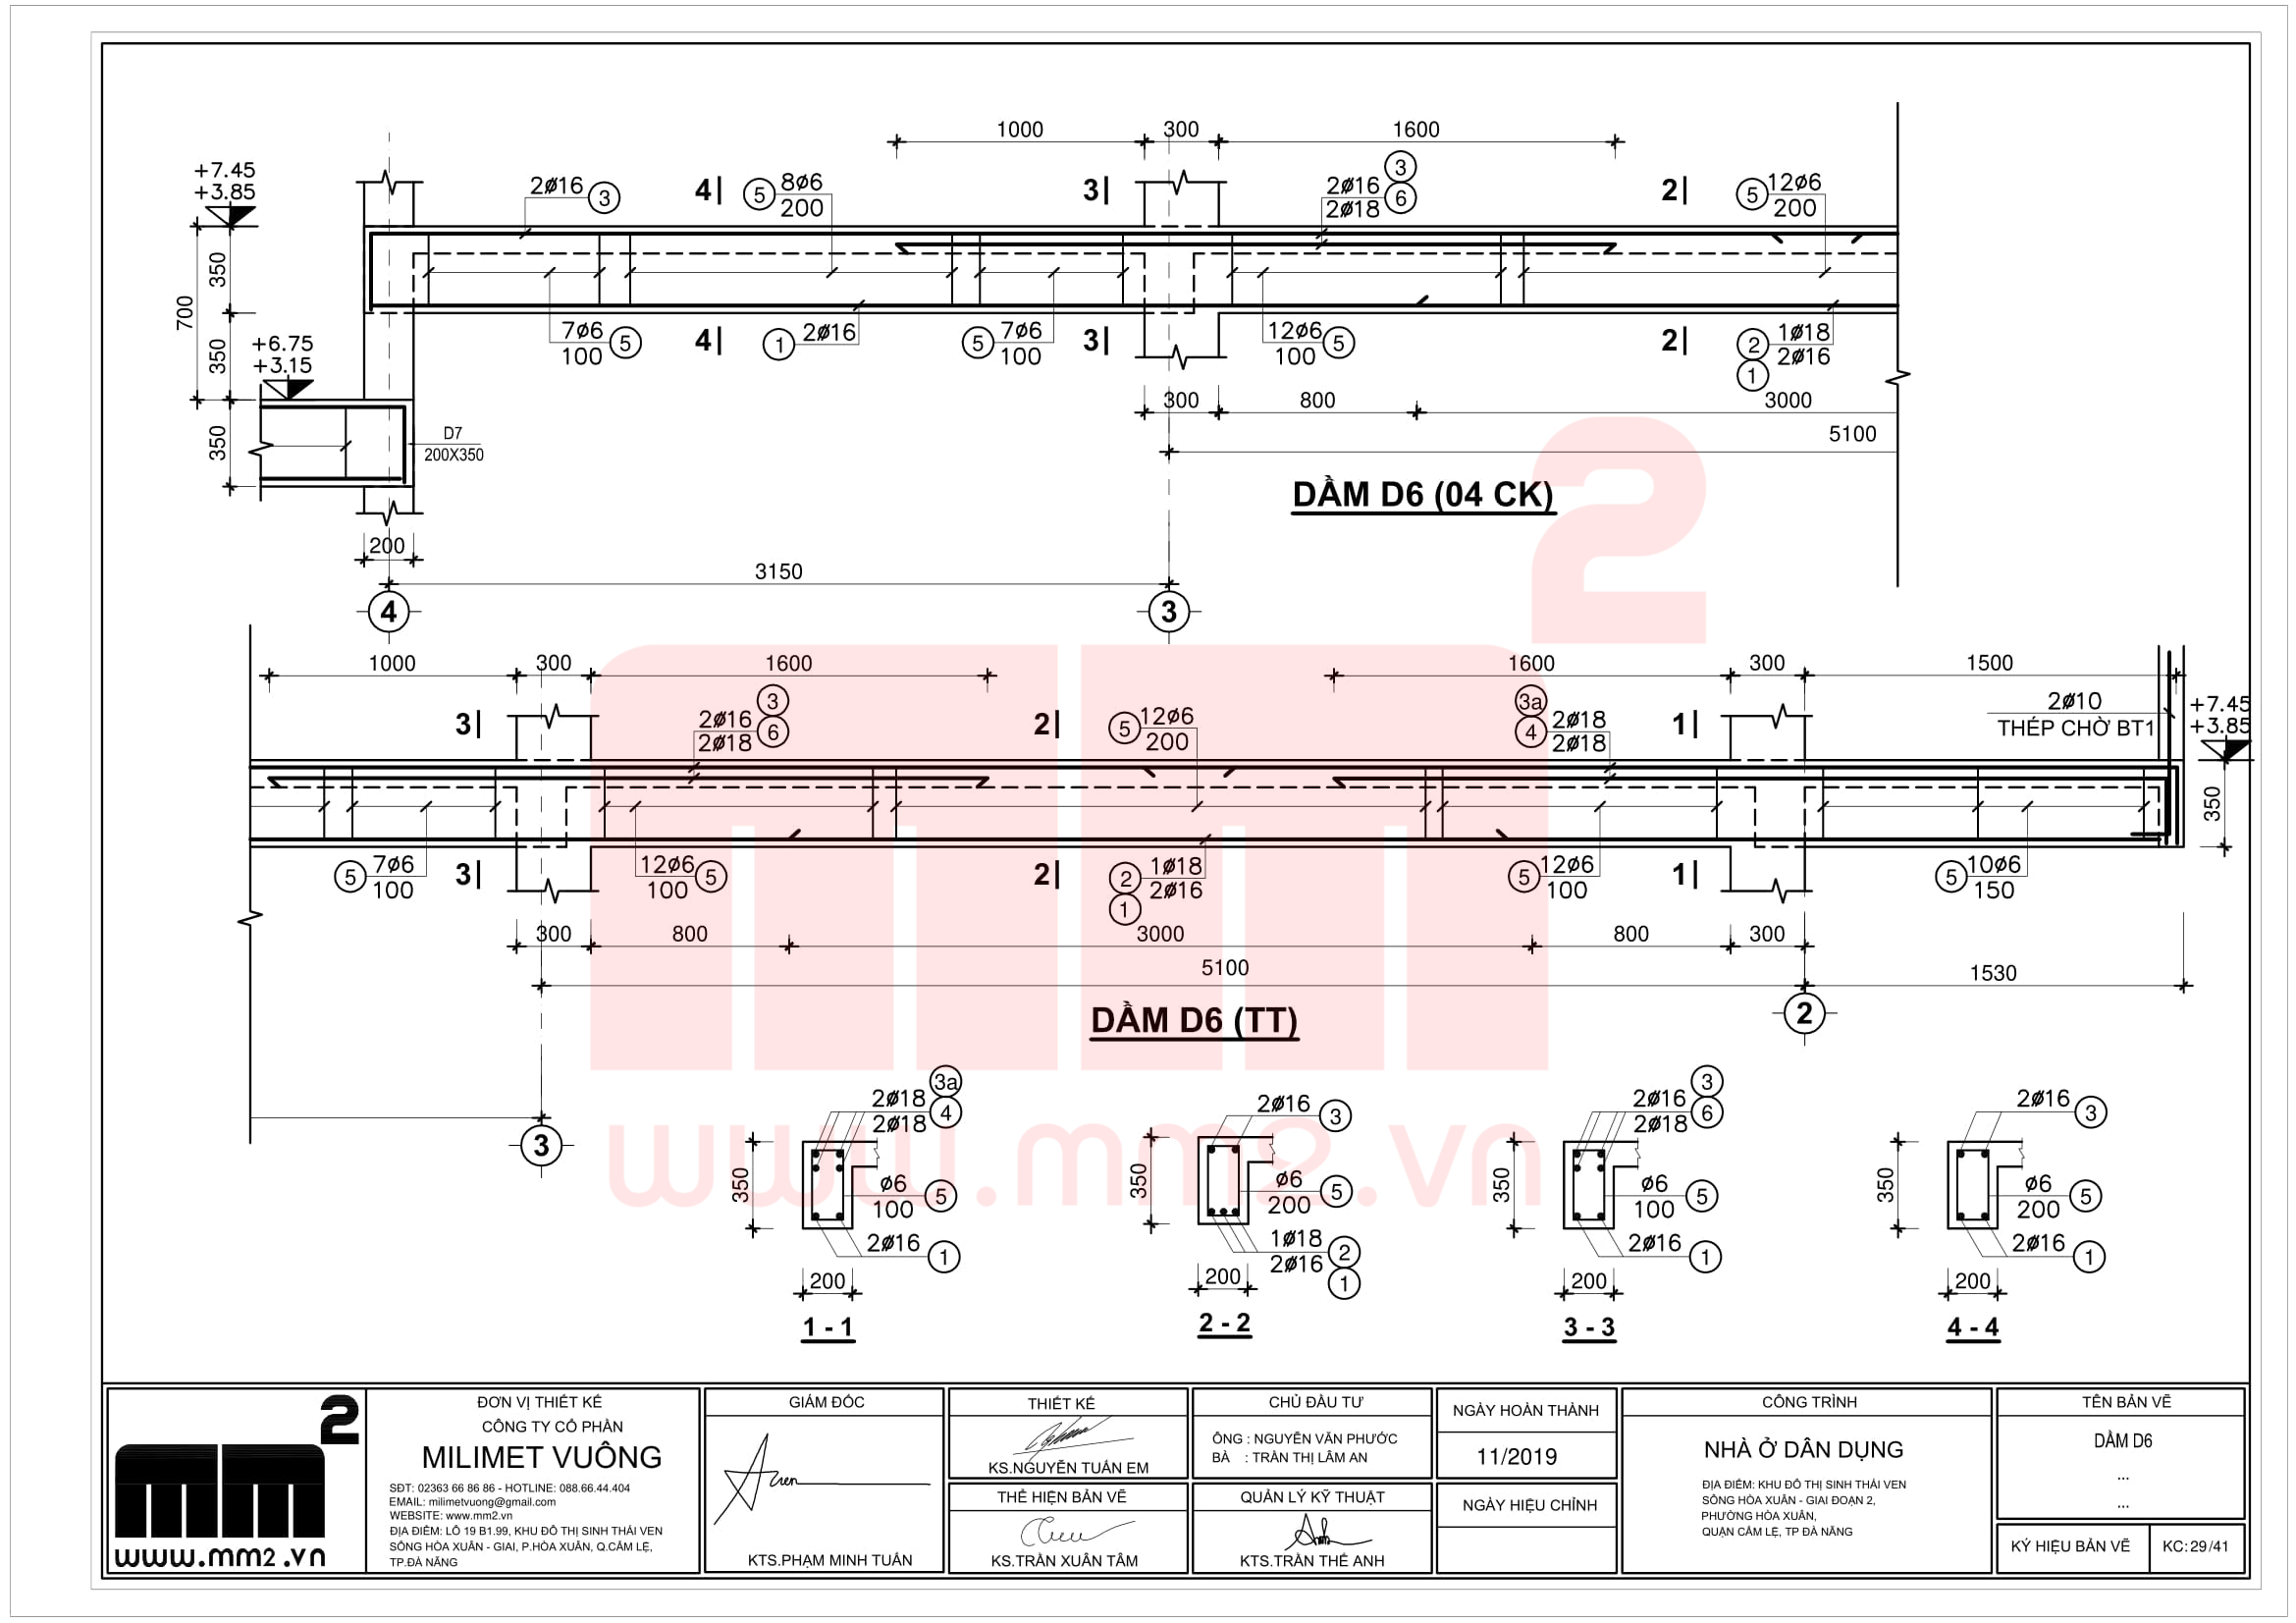 1000
300
1600
+7.45
+3.85
2ø16
3
4
5
8ø6
200
3
3
2ø16
2ø18
6
2
5
12ø6
200
700
350
350
350
+6.75
+3.15
7ø6
100
5
4
1
2ø16
5
7ø6
100
3
12ø6
100
5
2
2
1
1ø18
2ø16
300
800
3000
5100
D7
200X350
DẦM D6 (04 CK)
200
3150
4
3
1000
300
1600
1600
300
1500
3
3
6
2ø16
2ø18
2
5
12ø6
200
3a
4
2ø18
2ø18
1
2ø10
THÉP CHỜ BT1
+7.45
+3.85
350
5
7ø6
100
3
12ø6
100
5
2
2
1
1ø18
2ø16
5
12ø6
100
1
5
10ø6
150
300
800
3000
800
300
5100
1530
DẦM D6 (TT)
3
2
2ø18
2ø18
3a
4
350
ø6
100
5
2ø16
1
200
1 - 1
2ø16
3
350
ø6
200
5
1ø18
2ø16
2
1
200
2 - 2
2ø16
2ø18
3
6
350
ø6
100
5
2ø16
1
200
3 - 3
2ø16
3
350
ø6
200
5
2ø16
1
200
4 - 4
mm2
www.mm2.vn
mm2
www.mm2.vn
ĐƠN VỊ THIẾT KẾ
CÔNG TY CỔ PHẦN
MILIMET VUÔNG
SĐT: 02363 66 86 86 - HOTLINE: 088.66.44.404
EMAIL: milimetvuong@gmail.com
WEBSITE: www.mm2.vn
ĐỊA ĐIỂM: LÔ 19 B1.99, KHU ĐÔ THỊ SINH THÁI VEN
SÔNG HÒA XUÂN - GIAI, P.HÒA XUÂN, Q.CẨM LỆ,
TP.ĐÀ NẴNG
GIÁM ĐỐC
KTS.PHẠM MINH TUẤN
THIẾT KẾ
KS.NGUYỄN TUẤN EM
THỂ HIỆN BẢN VẼ
KS.TRẦN XUÂN TÂM
CHỦ ĐẦU TƯ
ÔNG : NGUYỄN VĂN PHƯỚC
BÀ : TRẦN THỊ LÂM AN
QUẢN LÝ KỸ THUẬT
KTS.TRẦN THẾ ANH
NGÀY HOÀN THÀNH
11/2019
NGÀY HIỆU CHỈNH
CÔNG TRÌNH
NHÀ Ở DÂN DỤNG
ĐỊA ĐIỂM: KHU ĐÔ THỊ SINH THÁI VEN
SÔNG HÒA XUÂN - GIAI ĐOẠN 2,
PHƯỜNG HÒA XUÂN,
QUẬN CẨM LỆ, TP ĐÀ NẴNG
TÊN BẢN VẼ
DẦM D6
...
...
KÝ HIỆU BẢN VẼ
KC: 29/41